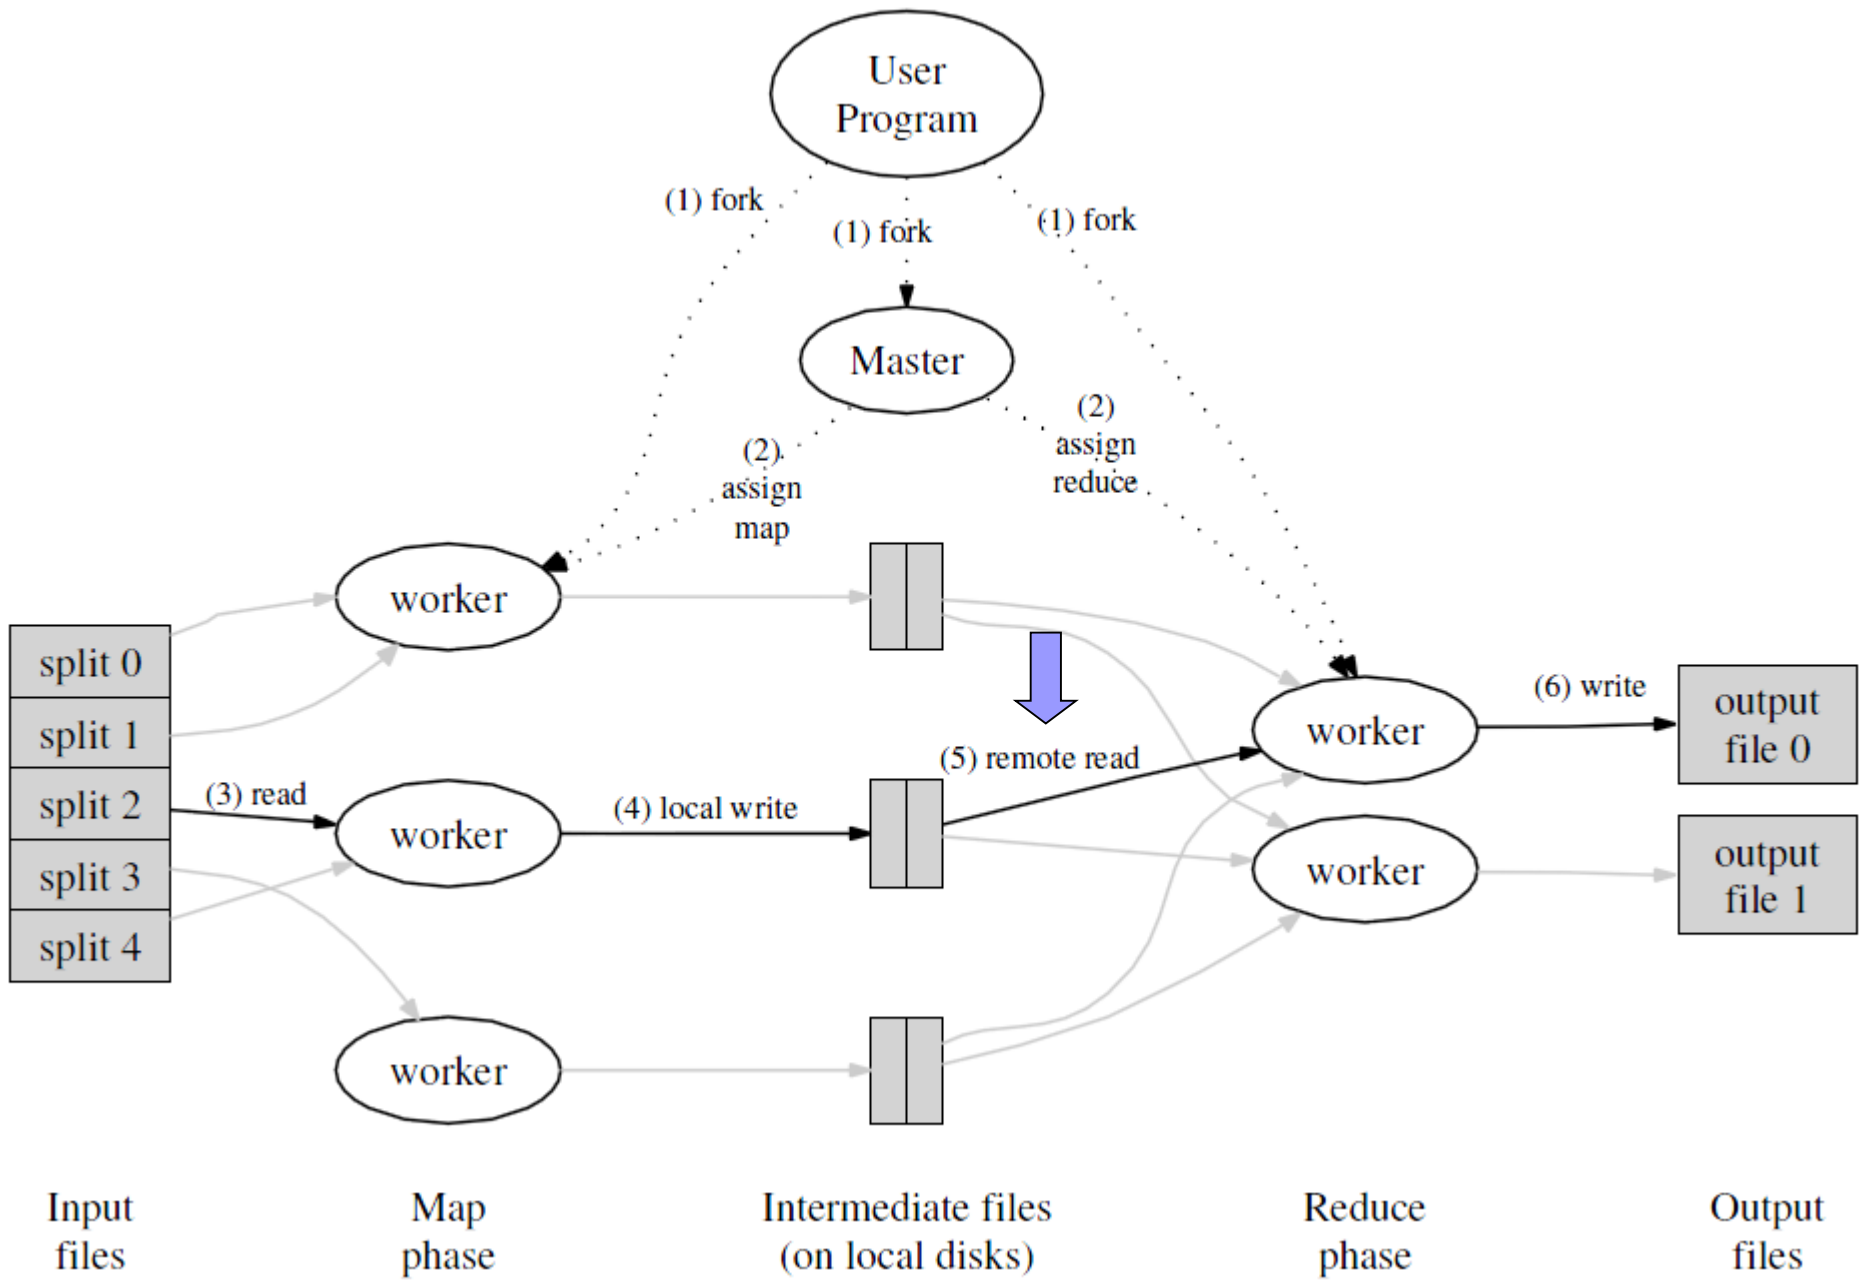 User
Program
(1) fork
(1) fork
(1) fork
Master
(2)
assign
map
(2)
assign
reduce
split 0
split 1
split 2
split 3
split 4
(3) read
worker
worker
worker
(4) local write
(5) remote read
worker
worker
(6) write
output
file 0
output
file 1
Input
files
Map
phase
Intermediate files
(on local disks)
Reduce
phase
Output
files